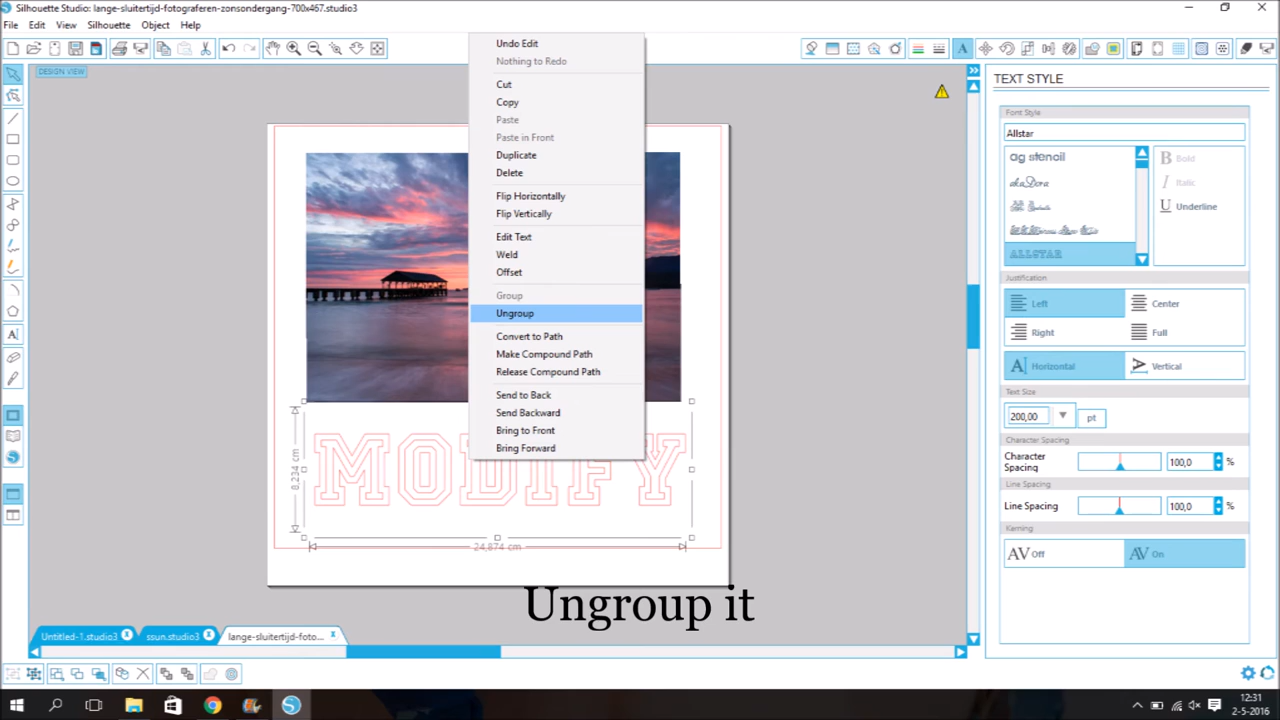 Silhouette Studio: lange-sluitertijd-fotograferen-zonsondergang-700x467.studio3
File Edit View Silhouette Object Help
DESIGN VIEW
Undo Edit
Nothing to Redo
Cut
Copy
Paste
Paste in Front
Duplicate
Delete
Flip Horizontally
Flip Vertically
Edit Text
Weld
Offset
Group
Ungroup
Convert to Path
Make Compound Path
Release Compound Path
Send to Back
Send Backward
Bring to Front
Bring Forward
MODIFY
8,234 cm
24,874 cm
TEXT STYLE
Font Style
Allstar
ag stencil
akaDora
ALLSTAR
B Bold
I Italic
U Underline
Justification
Left
Center
Right
Full
Horizontal
Vertical
Text Size
200,00
pt
Character Spacing
Character
Spacing
100,0 %
Line Spacing
Line Spacing
100,0 %
Kerning
AV Off
AV On
Ungroup it
Untitled-1.studio3
ssun.studio3
lange-sluitertijd-foto...
12:31
2-5-2016